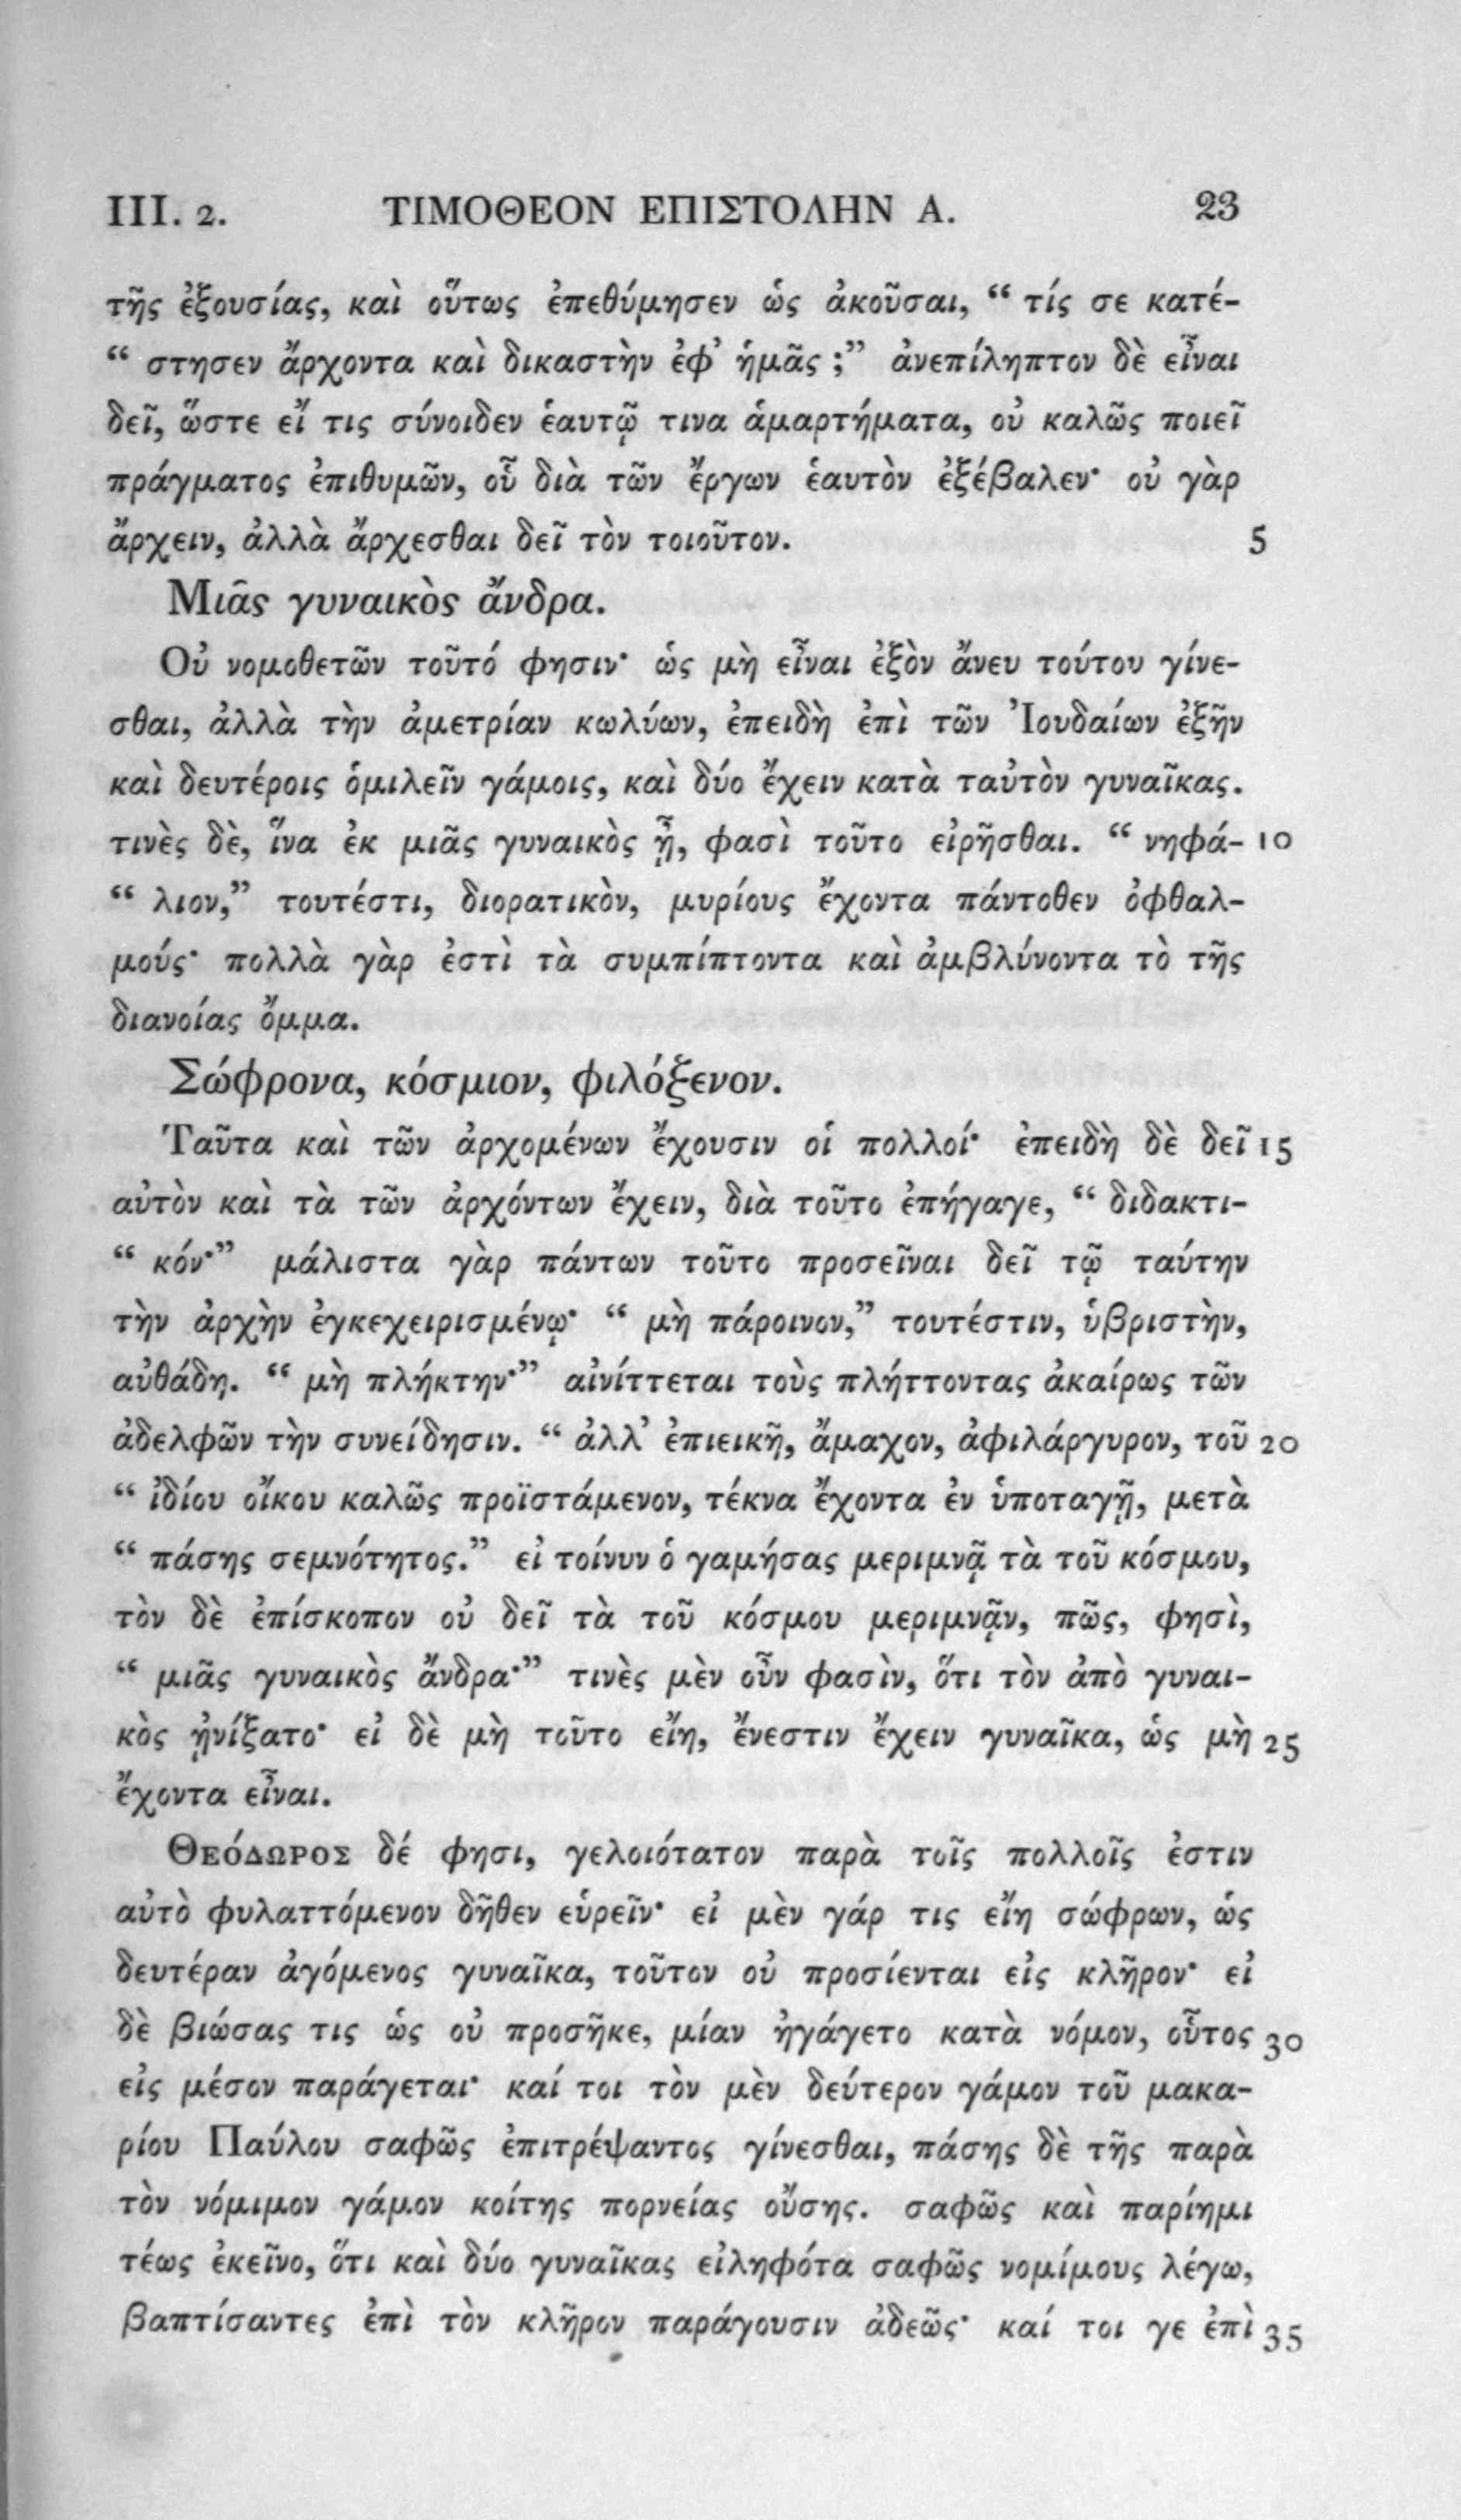 III. 2. ΤΙΜΟΘΕΟΝ ΕΠΙΣΤΟΛΗΝ Α. 23
τῆς ἐξουσίας, καὶ οὕτως ἐπεθύμησεν ὡς ἀκοῦσαι, “ τίς σε κατέ-
“ στησεν ἄρχοντα καὶ δικαστὴν ἐφ᾽ ἡμᾶς ;” ἀνεπίληπτον δὲ εἶναι
δεῖ, ὥστε εἴ τις σύνοιδεν ἑαυτῷ τινα ἁμαρτήματα, οὐ καλῶς ποιεῖ
πράγματος ἐπιθυμῶν, οὗ διὰ τῶν ἔργων ἑαυτὸν ἐξέβαλεν· οὐ γὰρ
ἄρχειν, ἀλλὰ ἄρχεσθαι δεῖ τὸν τοιοῦτον. 5
Μιᾶς γυναικὸς ἄνδρα.
Οὐ νομοθετῶν τοῦτό φησιν· ὡς μὴ εἶναι ἐξὸν ἄνευ τούτου γίνε-
σθαι, ἀλλὰ τὴν ἀμετρίαν κωλύων, ἐπειδὴ ἐπὶ τῶν Ἰουδαίων ἐξῆν
καὶ δευτέροις ὁμιλεῖν γάμοις, καὶ δύο ἔχειν κατὰ ταὐτὸν γυναῖκας.
τινὲς δὲ, ἵνα ἐκ μιᾶς γυναικὸς ᾖ, φασὶ τοῦτο εἰρῆσθαι. “ νηφά- 10
“ λιον,” τουτέστι, διορατικὸν, μυρίους ἔχοντα πάντοθεν ὀφθαλ-
μούς· πολλὰ γὰρ ἐστὶ τὰ συμπίπτοντα καὶ ἀμβλύνοντα τὸ τῆς
διανοίας ὄμμα.
Σώφρονα, κόσμιον, φιλόξενον.
Ταῦτα καὶ τῶν ἀρχομένων ἔχουσιν οἱ πολλοί· ἐπειδὴ δὲ δεῖ 15
αὐτὸν καὶ τὰ τῶν ἀρχόντων ἔχειν, διὰ τοῦτο ἐπήγαγε, “ διδακτι-
“ κόν·” μάλιστα γὰρ πάντων τοῦτο προσεῖναι δεῖ τῷ ταύτην
τὴν ἀρχὴν ἐγκεχειρισμένῳ· “ μὴ πάροινον,” τουτέστιν, ὑβριστὴν,
αὐθάδη. “ μὴ πλήκτην·” αἰνίττεται τοὺς πλήττοντας ἀκαίρως τῶν
ἀδελφῶν τὴν συνείδησιν. “ ἀλλ᾽ ἐπιεικῆ, ἄμαχον, ἀφιλάργυρον, τοῦ 20
“ ἰδίου οἴκου καλῶς προϊστάμενον, τέκνα ἔχοντα ἐν ὑποταγῇ, μετὰ
“ πάσης σεμνότητος.” εἰ τοίνυν ὁ γαμήσας μεριμνᾷ τὰ τοῦ κόσμου,
τὸν δὲ ἐπίσκοπον οὐ δεῖ τὰ τοῦ κόσμου μεριμνᾷν, πῶς, φησὶ,
“ μιᾶς γυναικὸς ἄνδρα·” τινὲς μὲν οὖν φασὶν, ὅτι τὸν ἀπὸ γυναι-
κὸς ᾐνίξατο· εἰ δὲ μὴ τοῦτο εἴη, ἔνεστιν ἔχειν γυναῖκα, ὡς μὴ 25
ἔχοντα εἶναι.
ΘΕΌΔΩΡΟΣ δέ φησι, γελοιότατον παρὰ τοῖς πολλοῖς ἐστιν
αὐτὸ φυλαττόμενον δῆθεν εὑρεῖν· εἰ μὲν γάρ τις εἴη σώφρων, ὡς
δευτέραν ἀγόμενος γυναῖκα, τοῦτον οὐ προσίενται εἰς κλῆρον· εἰ
δὲ βιώσας τις ὡς οὐ προσῆκε, μίαν ἠγάγετο κατὰ νόμον, οὗτος 30
εἰς μέσον παράγεται· καί τοι τὸν μὲν δεύτερον γάμον τοῦ μακα-
ρίου Παύλου σαφῶς ἐπιτρέψαντος γίνεσθαι, πάσης δὲ τῆς παρὰ
τὸν νόμιμον γάμον κοίτης πορνείας οὔσης. σαφῶς καὶ παρίημι
τέως ἐκεῖνο, ὅτι καὶ δύο γυναῖκας εἰληφότα σαφῶς νομίμους λέγω,
βαπτίσαντες ἐπὶ τὸν κλῆρον παράγουσιν ἀδεῶς· καί τοι γε ἐπὶ 35